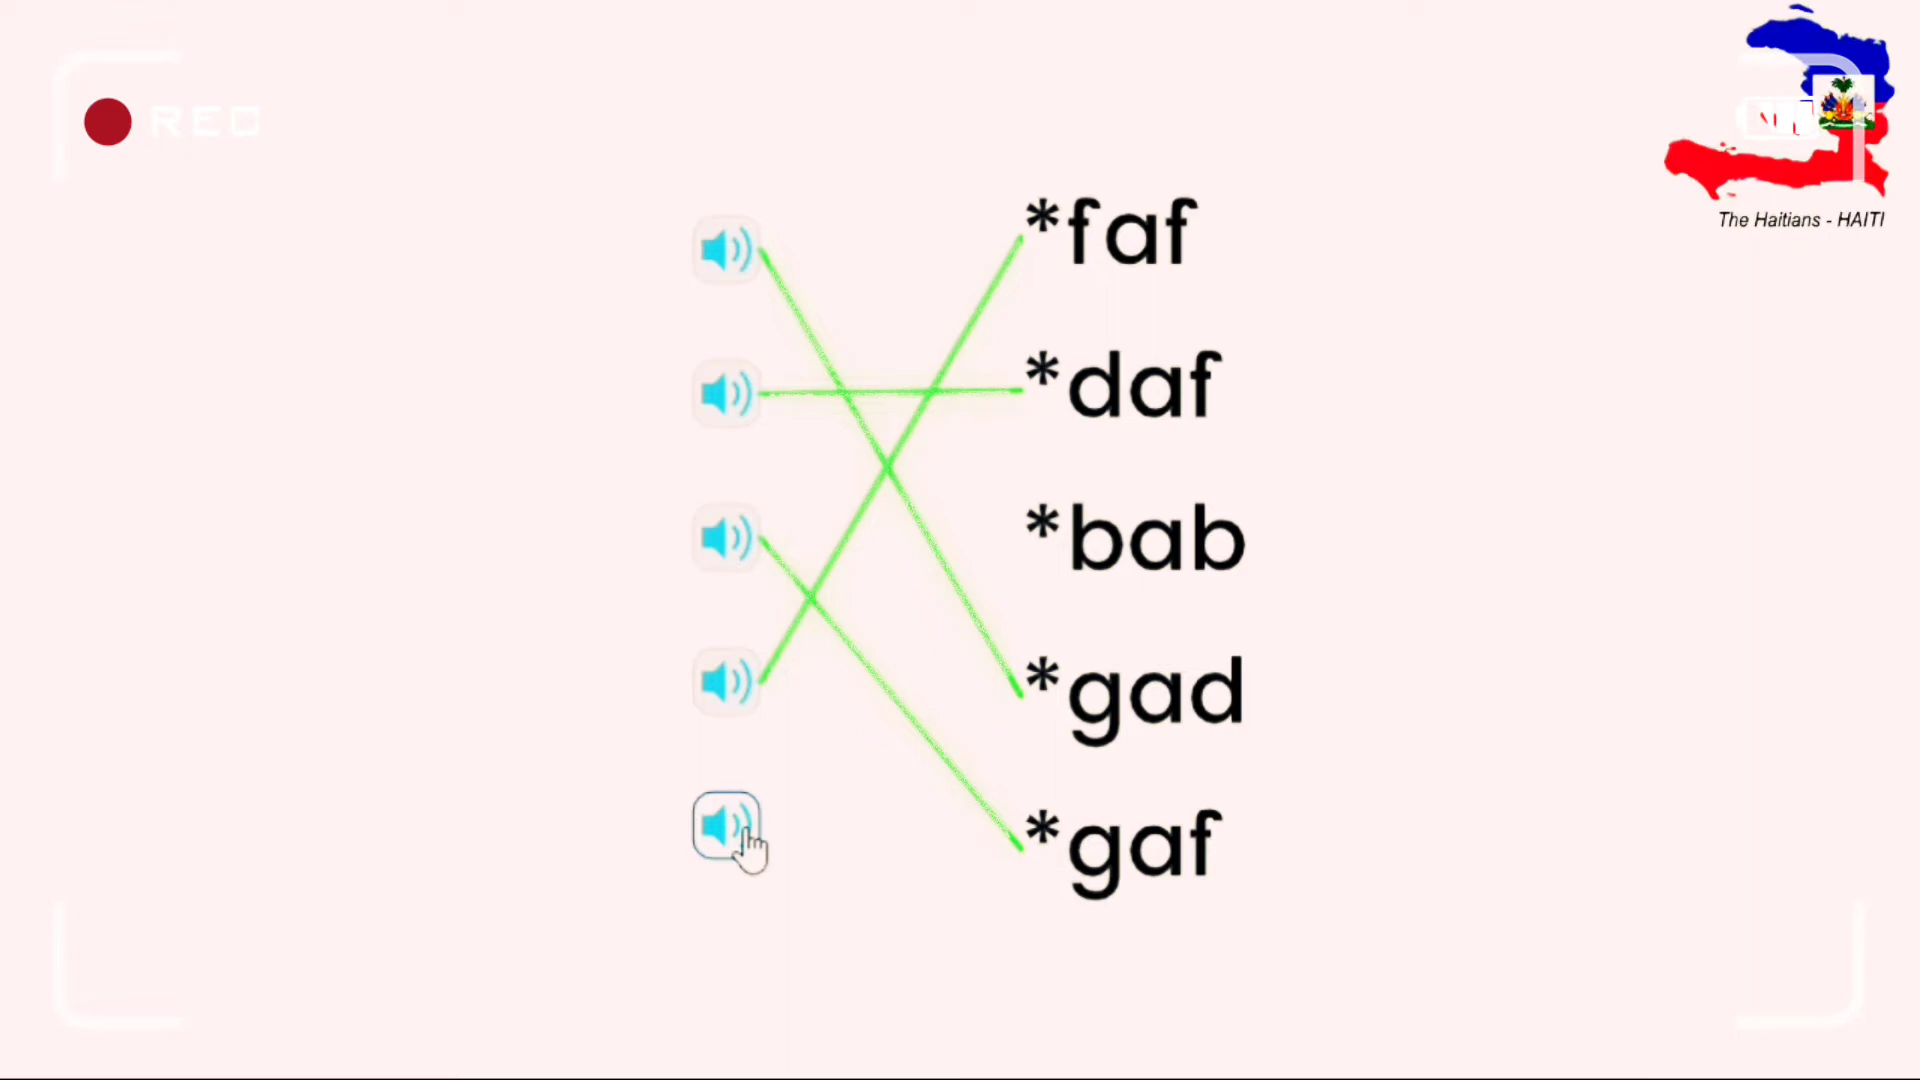 REC
The Haitians - HAITI
*faf
*daf
*bab
*gad
*gaf